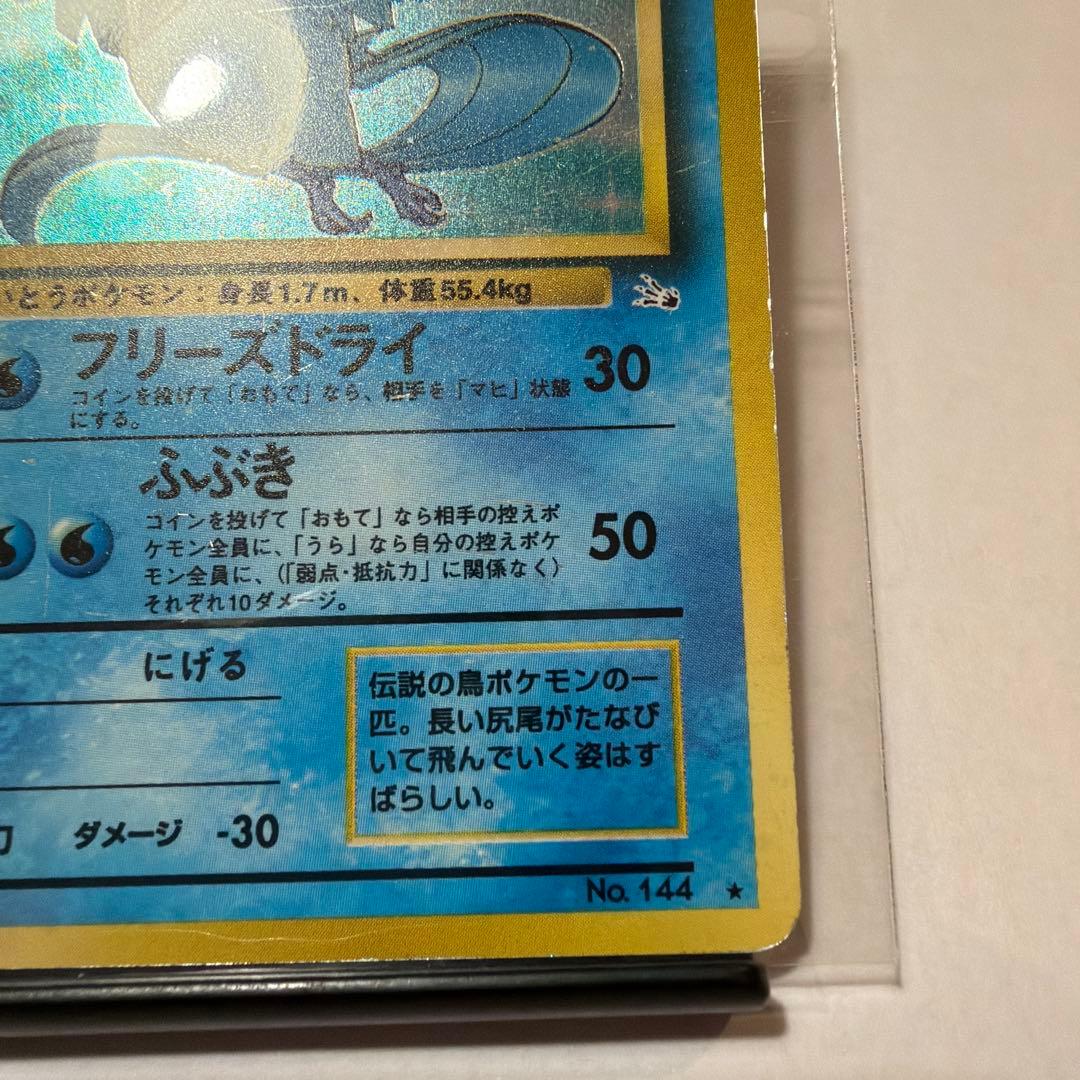 いとうポケモン：身長1.7m、体重55.4kg
フリーズドライ 30
コインを投げて「おもて」なら、相手を「マヒ」状態
にする。
ふぶき 50
コインを投げて「おもて」なら相手の控えポ
ケモン全員に、「うら」なら自分の控えポケ
モン全員に、（「弱点・抵抗力」に関係なく）
それぞれ10ダメージ。
にげる
伝説の鳥ポケモンの一
匹。長い尻尾がたなび
いて飛んでいく姿はす
ばらしい。
力 ダメージ -30
No. 144 ★